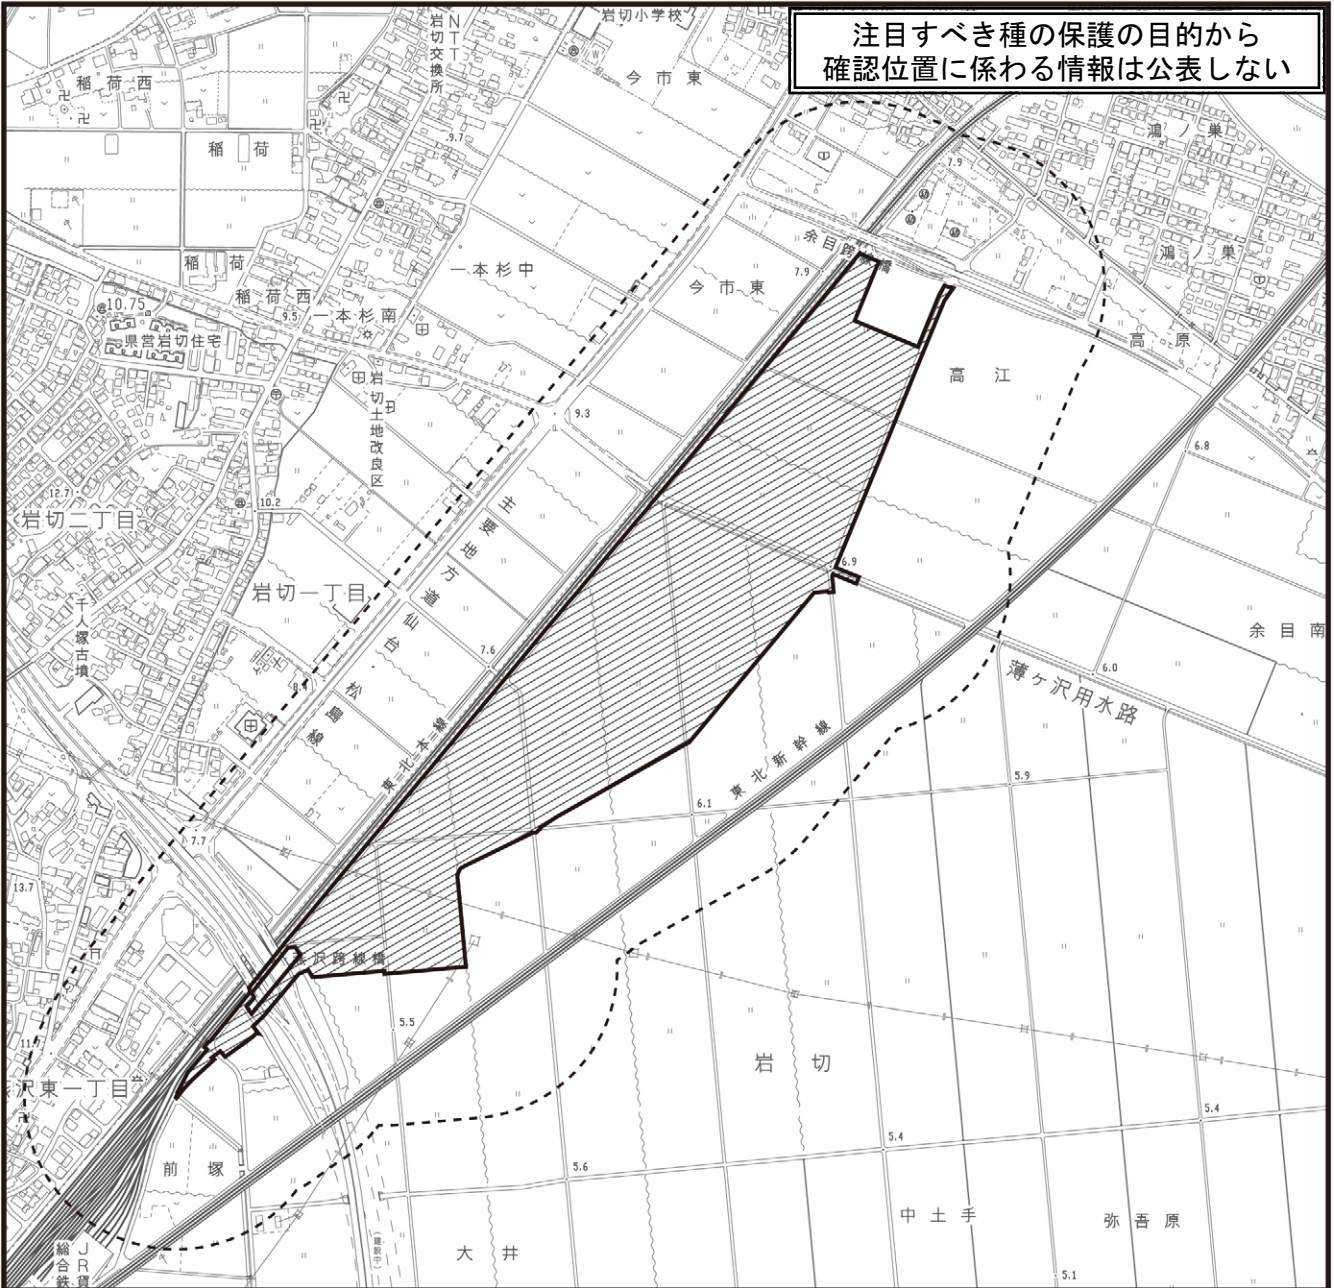 注目すべき種の保護の目的から
確認位置に係わる情報は公表しない
岩切小学校
NTT
岩切交換所
今市東
稲荷西
稲荷
9.7
鴻ノ巣
7.9
鴻ノ巣
稲荷
一本杉中
今市東
7.9
稲荷西
10.75
9.5
一本杉南
県営岩切住宅
高原
高江
岩切土地改良区
9.3
6.8
12.7
10.2
岩切二丁目
主要地方道仙台松島線
6.9
岩切一丁目
千人塚古墳
余目南
7.6
6.0
薄ヶ沢用水路
東北本線
東北新幹線
5.9
6.1
7.7
13.7
5.5
岩切
沢東一丁目
5.4
5.4
前塚
5.6
中土手
弥吾原
大井
(建設中)
5.1
JR貨
総合鉄